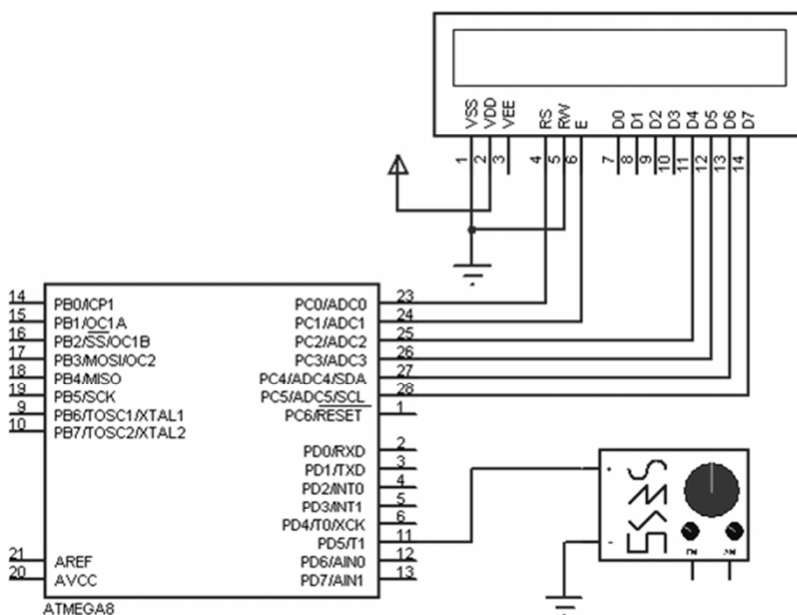 VSS
VDD
VEE
RS
RW
E
D0
D1
D2
D3
D4
D5
D6
D7
1
2
3
4
5
6
7
8
9
10
11
12
13
14
14 PB0/ICP1 PC0/ADC0 23
15 PB1/OC1A PC1/ADC1 24
16 PB2/SS/OC1B PC2/ADC2 25
17 PB3/MOSI/OC2 PC3/ADC3 26
18 PB4/MISO PC4/ADC4/SDA 27
19 PB5/SCK PC5/ADC5/SCL 28
9 PB6/TOSC1/XTAL1 PC6/RESET 1
10 PB7/TOSC2/XTAL2
PD0/RXD 2
PD1/TXD 3
PD2/INT0 4
PD3/INT1 5
PD4/T0/XCK 6
PD5/T1 11
21 AREF PD6/AIN0 12
20 AVCC PD7/AIN1 13
ATMEGA8
+
-